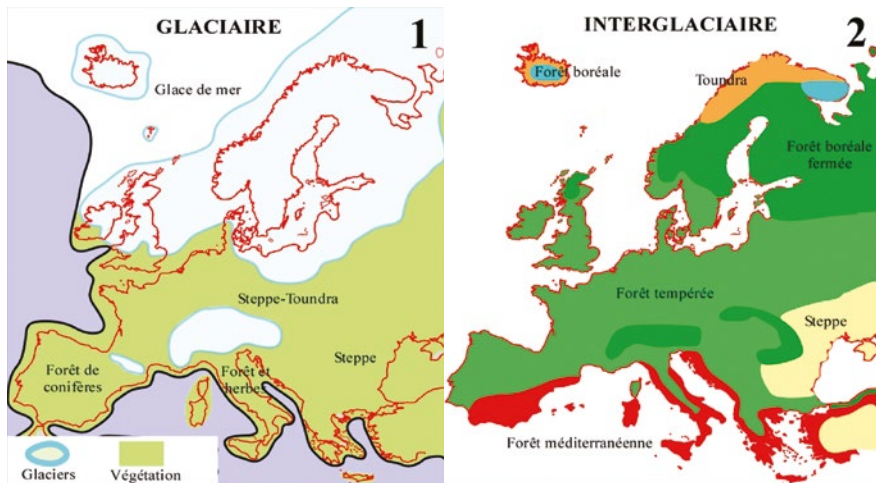 GLACIAIRE
1
Glace de mer
Steppe-Toundra
Steppe
Forêt de
conifères
Forêt et
herbe
Glaciers
Végétation
INTERGLACIAIRE
2
Forêt boréale
Toundra
Forêt boréale
fermée
Forêt tempérée
Steppe
Forêt méditerranéenne